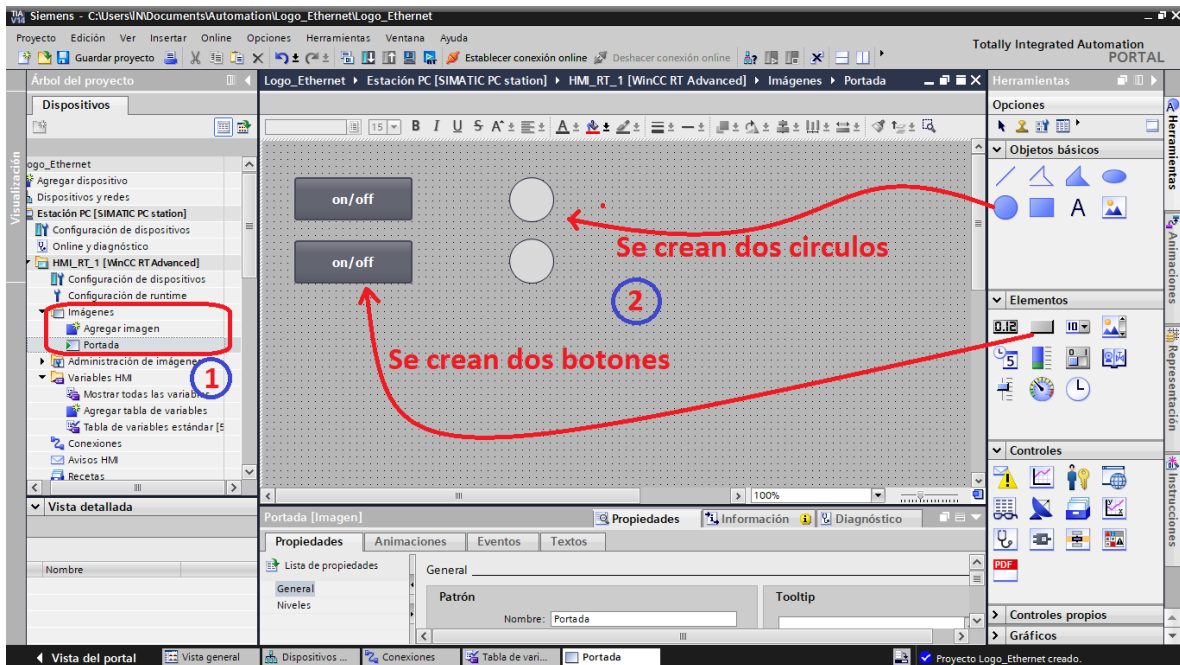 Siemens - C:\Users\IN\Documents\Automation\Logo_Ethernet\Logo_Ethernet
Proyecto Edición Ver Insertar Online Opciones Herramientas Ventana Ayuda
Totally Integrated Automation
PORTAL
Guardar proyecto
Establecer conexión online
Deshacer conexión online
Árbol del proyecto
Logo_Ethernet Estación PC [SIMATIC PC station] HMI_RT_1 [WinCC RT Advanced] Imágenes Portada
Herramientas
Dispositivos
Opciones
15
B I U S A
Visualización
ogo_Ethernet
Agregar dispositivo
Dispositivos y redes
Estación PC [SIMATIC PC station]
Configuración de dispositivos
Online y diagnóstico
HMI_RT_1 [WinCC RT Advanced]
Configuración de dispositivos
Configuración de runtime
Imágenes
Agregar imagen
Portada
Administración de imágenes
Variables HMI
Mostrar todas las variables
Agregar tabla de variables
Tabla de variables estándar [5
Conexiones
Avisos HMI
Recetas
1
on/off
on/off
Se crean dos circulos
2
Se crean dos botones
100%
Objetos básicos
A
Elementos
0.12
10
5
Controles
PDF
Controles propios
Gráficos
Herramientas
Animaciones
Representación
Instrucciones
Vista detallada
Nombre
Portada [Imagen]
Propiedades Información Diagnóstico
Propiedades Animaciones Eventos Textos
Lista de propiedades
General
Niveles
General
Patrón
Nombre: Portada
Tooltip
Vista del portal
Vista general
Dispositivos ...
Conexiones
Tabla de vari...
Portada
Proyecto Logo_Ethernet creado.